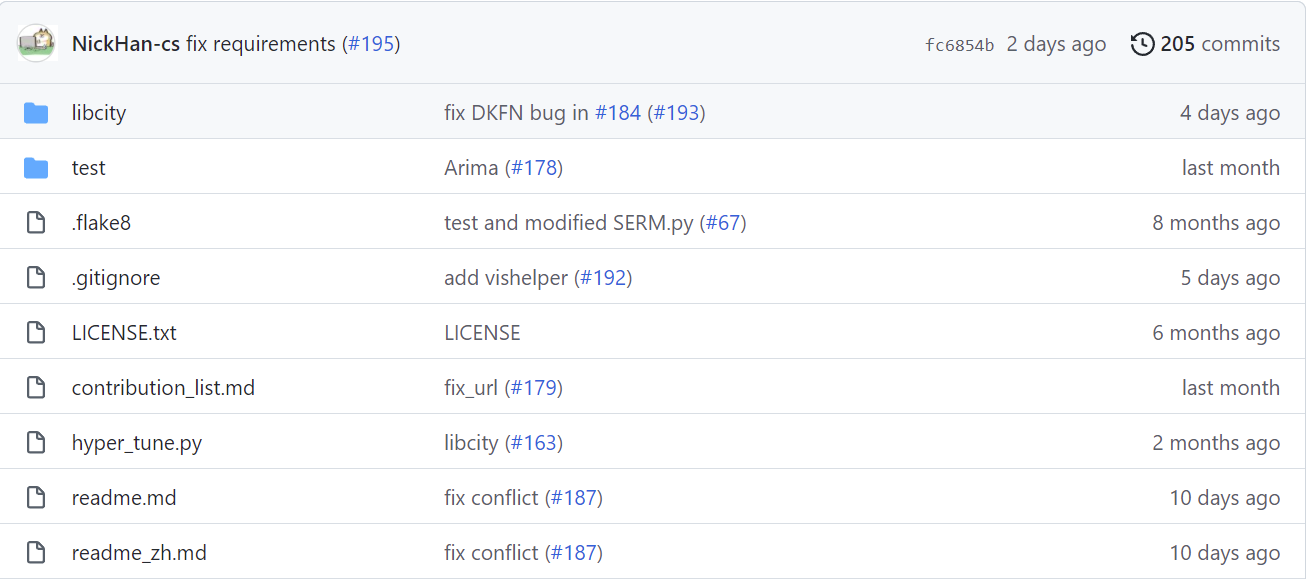 NickHan-cs fix requirements (#195) fc6854b 2 days ago 205 commits
libcity fix DKFN bug in #184 (#193) 4 days ago
test Arima (#178) last month
.flake8 test and modified SERM.py (#67) 8 months ago
.gitignore add vishelper (#192) 5 days ago
LICENSE.txt LICENSE 6 months ago
contribution_list.md fix_url (#179) last month
hyper_tune.py libcity (#163) 2 months ago
readme.md fix conflict (#187) 10 days ago
readme_zh.md fix conflict (#187) 10 days ago